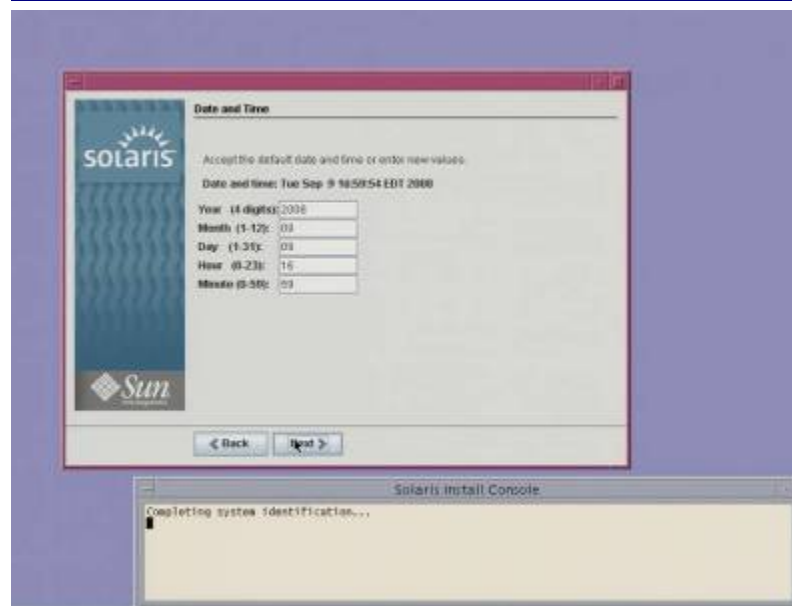 Date and Time
solaris
Accept the default date and time or enter new values.
Date and time: Tue Sep 9 16:59:54 EDT 2008
Year (4 digits): 2008
Month (1-12): 09
Day (1-31): 09
Hour (0-23): 16
Minute (0-59): 59
Sun
Back
Next
Solaris Install Console
Completing system identification...